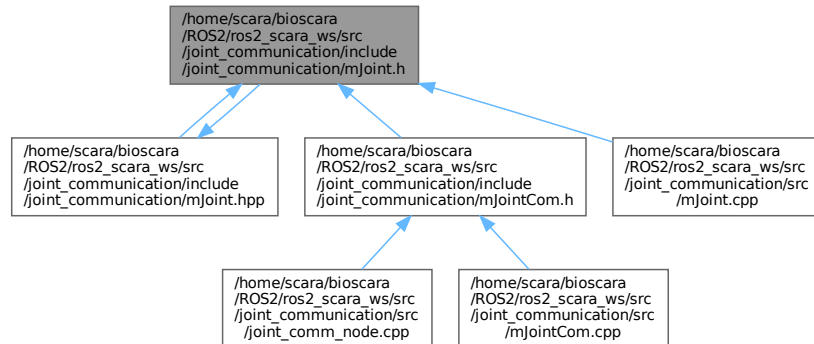 /home/scara/bioscara
/ROS2/ros2_scara_ws/src
/joint_communication/include
/joint_communication/mJoint.h
/home/scara/bioscara
/ROS2/ros2_scara_ws/src
/joint_communication/include
/joint_communication/mJoint.hpp
/home/scara/bioscara
/ROS2/ros2_scara_ws/src
/joint_communication/include
/joint_communication/mJointCom.h
/home/scara/bioscara
/ROS2/ros2_scara_ws/src
/joint_communication/src
/mJoint.cpp
/home/scara/bioscara
/ROS2/ros2_scara_ws/src
/joint_communication/src
/joint_comm_node.cpp
/home/scara/bioscara
/ROS2/ros2_scara_ws/src
/joint_communication/src
/mJointCom.cpp